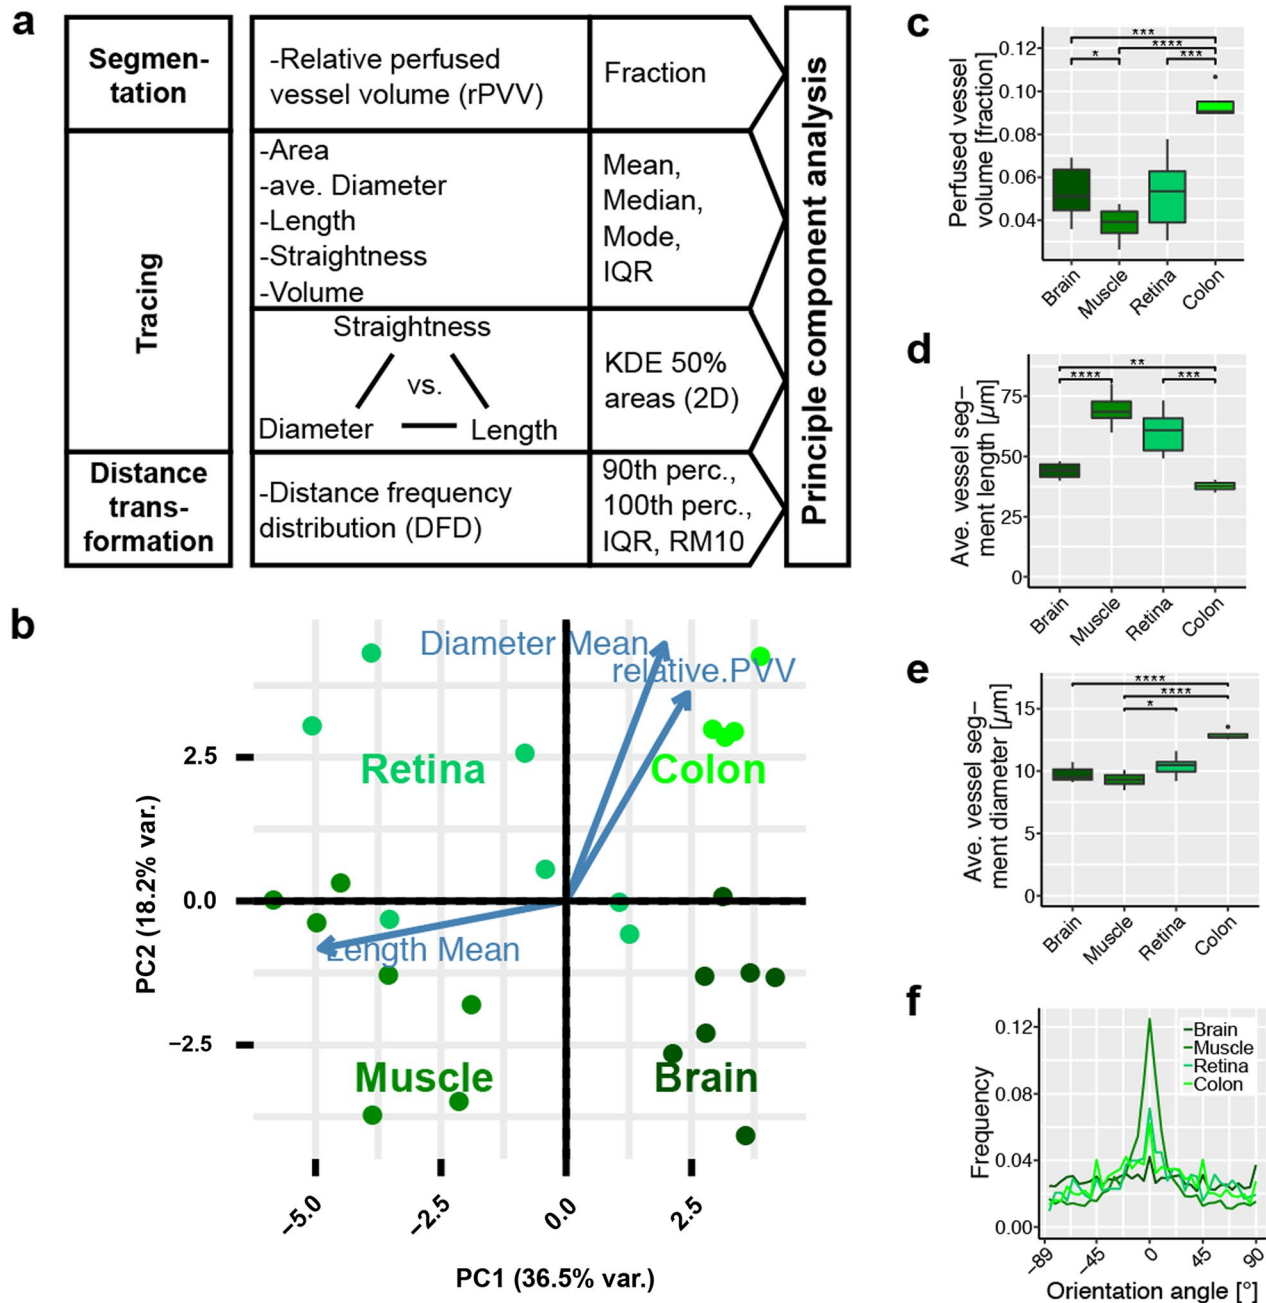 a
Segmen-
tation
-Relative perfused
vessel volume (rPVV)
Fraction
Tracing
-Area
-ave. Diameter
-Length
-Straightness
-Volume
Mean,
Median,
Mode,
IQR
Straightness
vs.
Diameter
Length
KDE 50%
areas (2D)
Distance
trans-
formation
-Distance frequency
distribution (DFD)
90th perc.,
100th perc.,
IQR, RM10
Principle component analysis
b
Diameter Mean
relative.PVV
Retina
Colon
Length Mean
Muscle
Brain
2.5
0.0
−2.5
PC2 (18.2% var.)
−5.0
−2.5
0.0
2.5
PC1 (36.5% var.)
c
Perfused vessel
volume [fraction]
0.12
0.10
0.08
0.06
0.04
***
****
*
***
Brain
Muscle
Retina
Colon
d
Ave. vessel seg−
ment length [µm]
75
50
25
0
**
****
***
Brain
Muscle
Retina
Colon
e
Ave. vessel seg−
ment diameter [µm]
15
10
5
0
****
****
*
Brain
Muscle
Retina
Colon
f
Frequency
0.12
0.08
0.04
0.00
Brain
Muscle
Retina
Colon
−89
−45
0
45
90
Orientation angle [°]